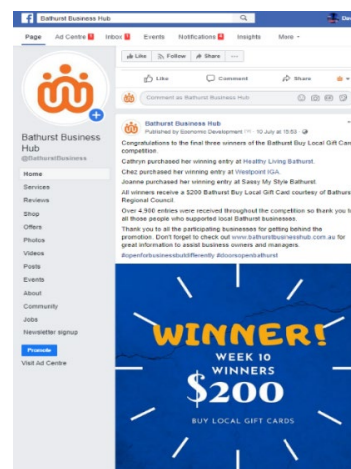 Bathurst Business Hub
Page
Ad Centre
Inbox
Events
Notifications
Insights
More
Like
Follow
Share
Like
Comment
Share
Comment as Bathurst Business Hub
Bathurst Business Hub
@BathurstBusiness
Home
Services
Reviews
Shop
Offers
Photos
Videos
Posts
Events
About
Community
Jobs
Newsletter signup
Promote
Visit Ad Centre
Bathurst Business Hub
Published by Economic Development · 10 July at 15:53
Congratulations to the final three winners of the Bathurst Buy Local Gift Card
competition.
Cathryn purchased her winning entry at Healthy Living Bathurst.
Chez purchased her winning entry at Westpoint IGA.
Joanne purchased her winning entry at Sassy My Style Bathurst.
All winners receive a $200 Bathurst Buy Local Gift Card courtesy of Bathurst
Regional Council.
Over 4,900 entries were received throughout the competition so thank you to
all those people who supported local Bathurst businesses.
Thank you to all the participating businesses for getting behind the
promotion. Don't forget to check out www.bathurstbusinesshub.com.au for
great information to assist business owners and managers.
#openforbusinessbutdifferently #doorsopenbathurst
WINNER!
WEEK 10
WINNERS
$200
BUY LOCAL GIFT CARDS